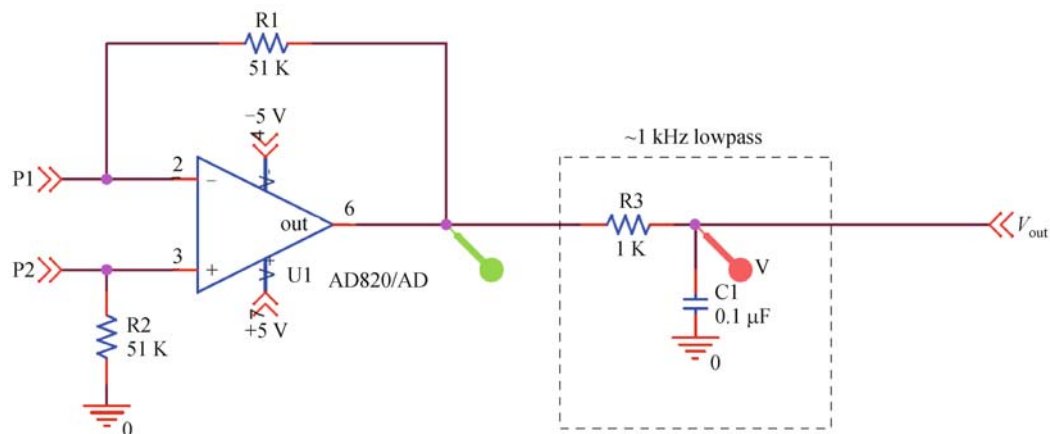 R1
51 K
−5 V
4
V-
P1
2
−
~1 kHz lowpass
out
6
R3
1 K
Vout
P2
3
+
V+
U1
AD820/AD
V
7
+5 V
C1
0.1 μF
R2
51 K
0
0